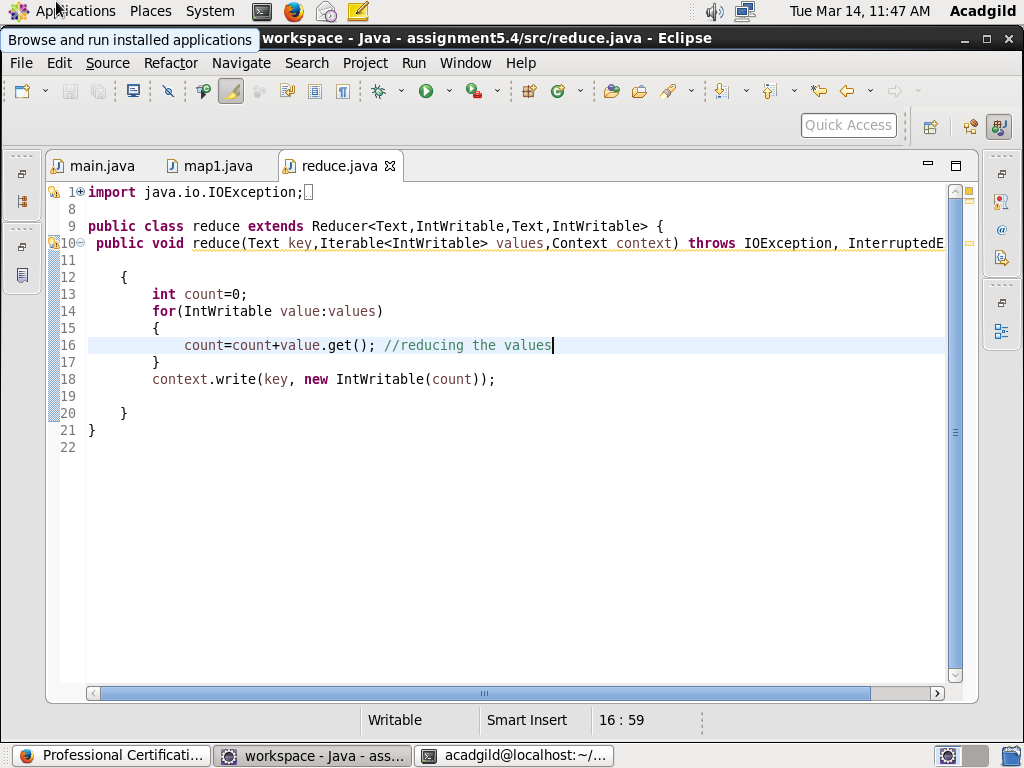 Applications Places System Tue Mar 14, 11:47 AM Acadgild
Browse and run installed applications
workspace - Java - assignment5.4/src/reduce.java - Eclipse
File Edit Source Refactor Navigate Search Project Run Window Help
Quick Access
main.java map1.java reduce.java
1 import java.io.IOException;
8
9 public class reduce extends Reducer<Text,IntWritable,Text,IntWritable> {
10 public void reduce(Text key,Iterable<IntWritable> values,Context context) throws IOException, InterruptedE
11
12 {
13 int count=0;
14 for(IntWritable value:values)
15 {
16 count=count+value.get(); //reducing the values
17 }
18 context.write(key, new IntWritable(count));
19
20 }
21 }
22
Writable Smart Insert 16 : 59
Professional Certificati... workspace - Java - ass... acadgild@localhost:~/...